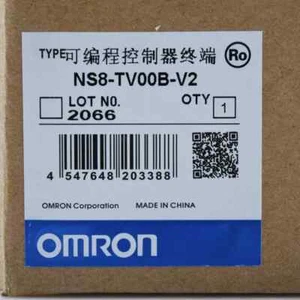 TYPE可编程控制器终端 Ro
NS8-TV00B-V2
LOT NO. QTY 1
2066
4 547648 203388
OMRON Corporation MADE IN CHINA
OMRON